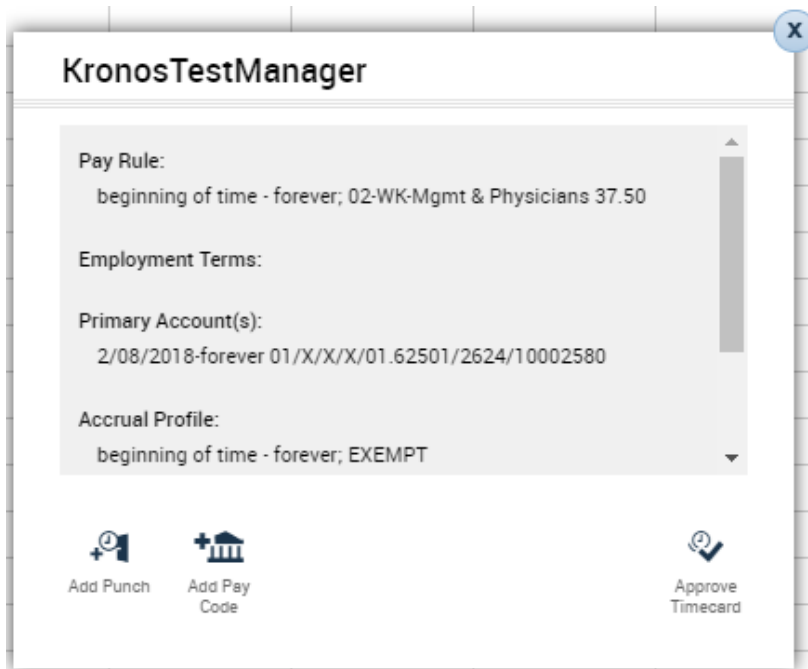 X
KronosTestManager
Pay Rule:
beginning of time - forever; 02-WK-Mgmt & Physicians 37.50
Employment Terms:
Primary Account(s):
2/08/2018-forever 01/X/X/X/01.62501/2624/10002580
Accrual Profile:
beginning of time - forever; EXEMPT
Add Punch
Add Pay
Code
Approve
Timecard